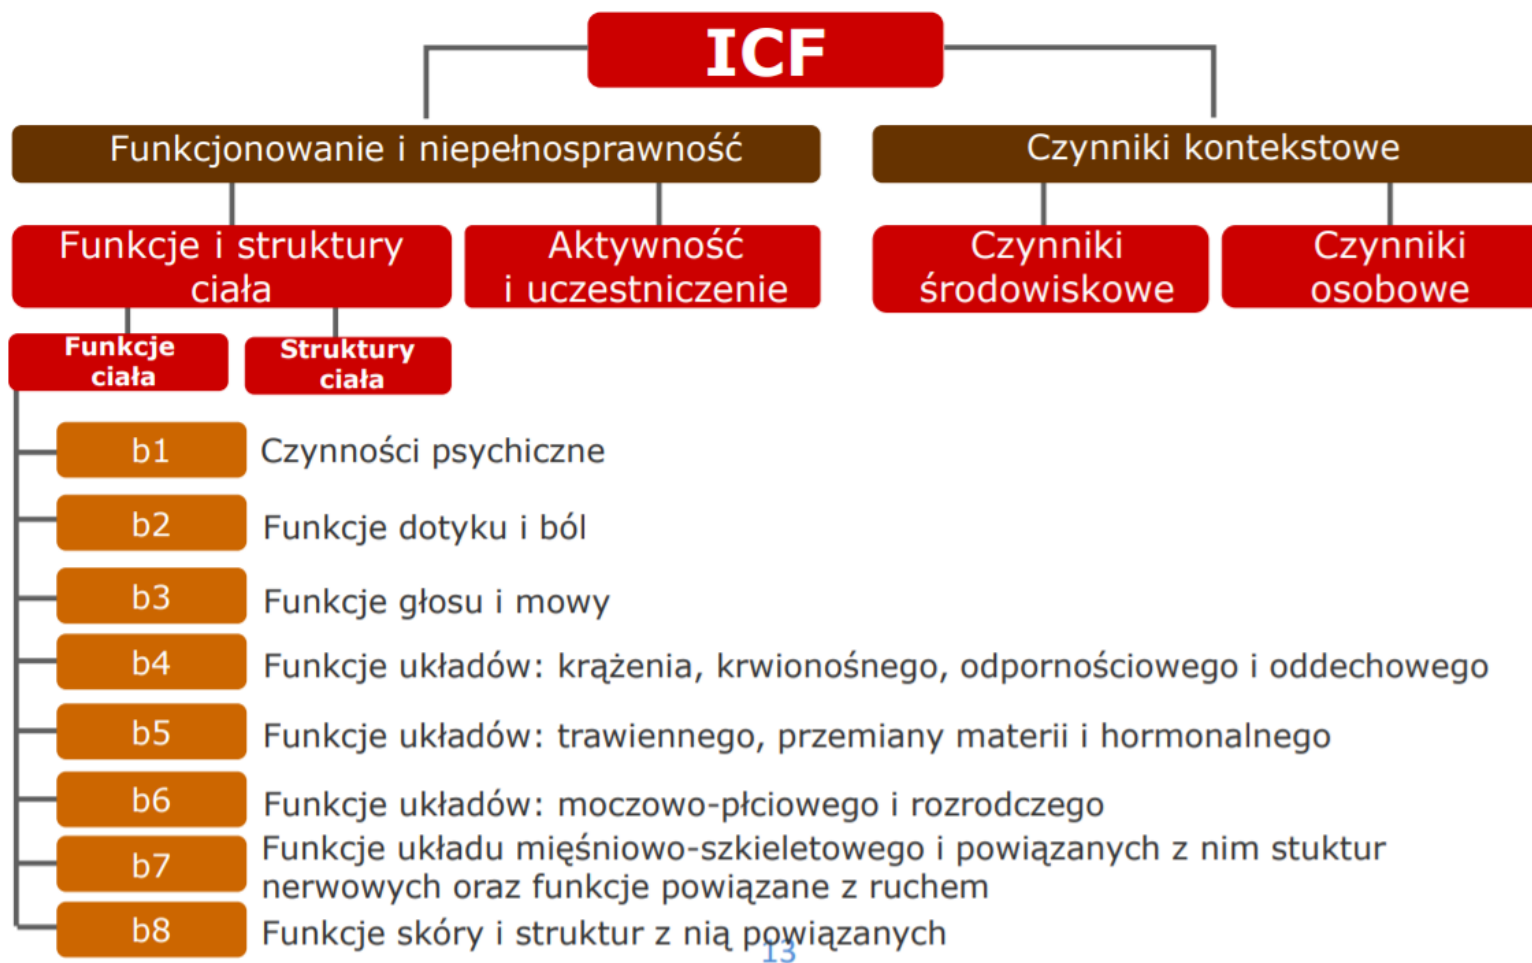 ICF
Funkcjonowanie i niepełnosprawność
Czynniki kontekstowe
Funkcje i struktury
ciała
Aktywność
i uczestniczenie
Czynniki
środowiskowe
Czynniki
osobowe
Funkcje
ciała
Struktury
ciała
b1 Czynności psychiczne
b2 Funkcje dotyku i ból
b3 Funkcje głosu i mowy
b4 Funkcje układów: krążenia, krwionośnego, odpornościowego i oddechowego
b5 Funkcje układów: trawiennego, przemiany materii i hormonalnego
b6 Funkcje układów: moczowo-płciowego i rozrodczego
b7 Funkcje układu mięśniowo-szkieletowego i powiązanych z nim stuktur
nerwowych oraz funkcje powiązane z ruchem
b8 Funkcje skóry i struktur z nią powiązanych
13